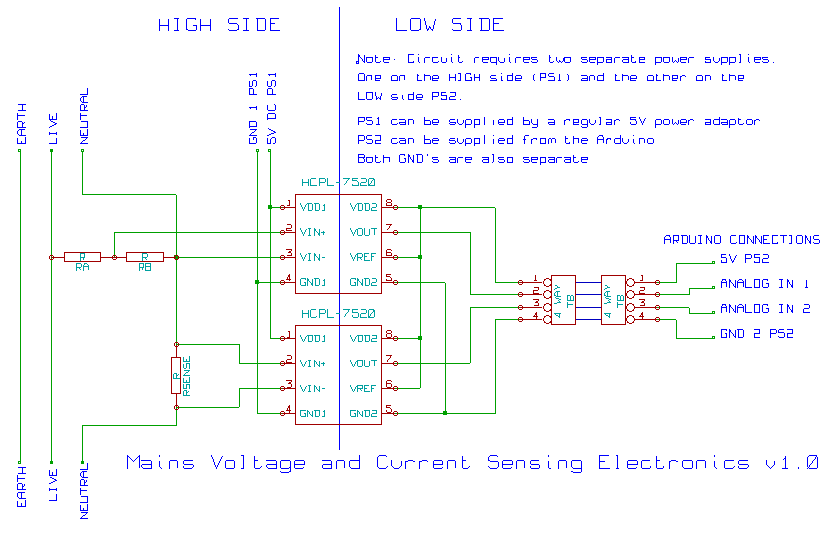 HIGH SIDE
LOW SIDE
Note: Circuit requires two separate power supplies.
One on the HIGH side (PS1) and the other on the
LOW side PS2.
PS1 can be supplied by a regular 5V power adaptor
PS2 can be supplied from the Arduino
Both GND's are also separate
EARTH
LIVE
NEUTRAL
GND 1 PS1
5V DC PS1
HCPL-7520
1 VDD1 VDD2 8
2 VIN+ VOUT 7
3 VIN- VREF 6
4 GND1 GND2 5
R
RA
R
RB
HCPL-7520
1 VDD1 VDD2 8
2 VIN+ VOUT 7
3 VIN- VREF 6
4 GND1 GND2 5
R
RSENSE
1
2
3
4
4 WAY
TB
4 WAY
TB
1
2
3
4
ARDUINO CONNECTIONS
5V PS2
ANALOG IN 1
ANALOG IN 2
GND 2 PS2
EARTH
LIVE
NEUTRAL
Mains Voltage and Current Sensing Electronics v1.0